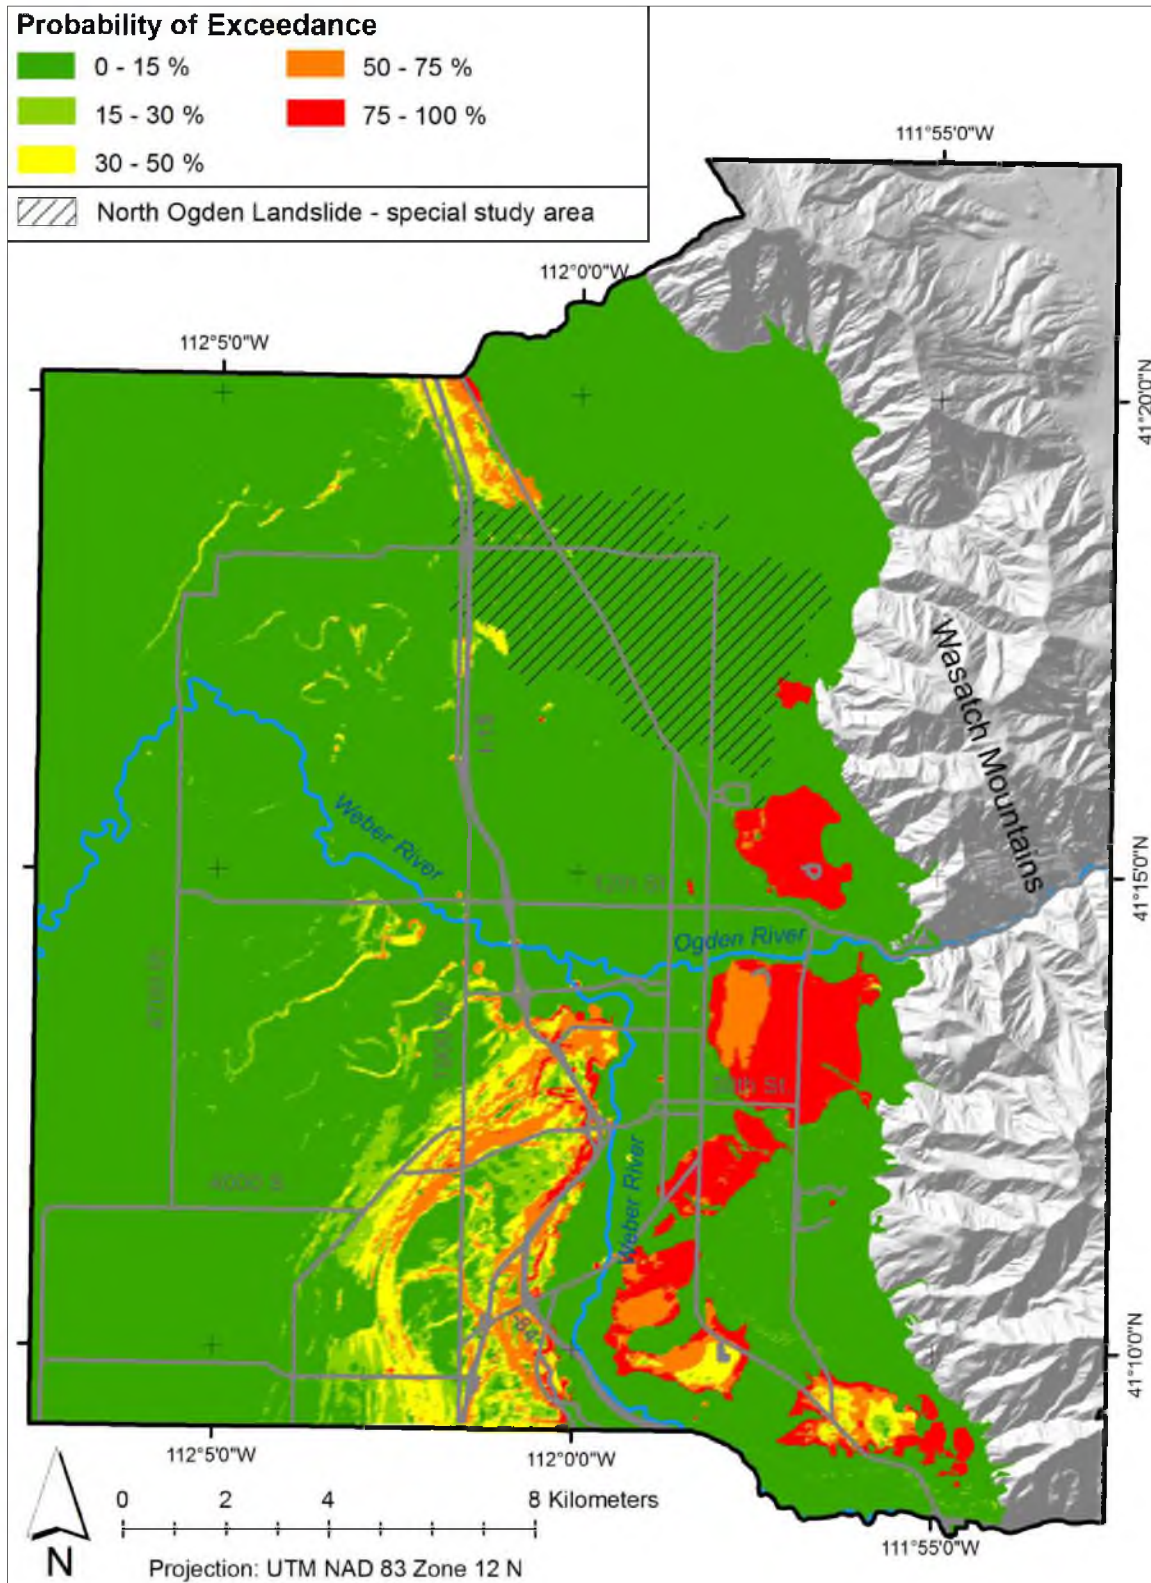 Probability of Exceedance
0 - 15 %
50 - 75 %
15 - 30 %
75 - 100 %
30 - 50 %
North Ogden Landslide - special study area
111°55'0"W
112°0'0"W
112°5'0"W
41°20'0"N
Wasatch Mountains
I-15
Weber River
41°15'0"N
12th St.
Ogden River
1900 W.
Weber River
4000 S.
I-84
41°10'0"N
112°5'0"W
112°0'0"W
111°55'0"W
0 2 4 8 Kilometers
N
Projection: UTM NAD 83 Zone 12 N